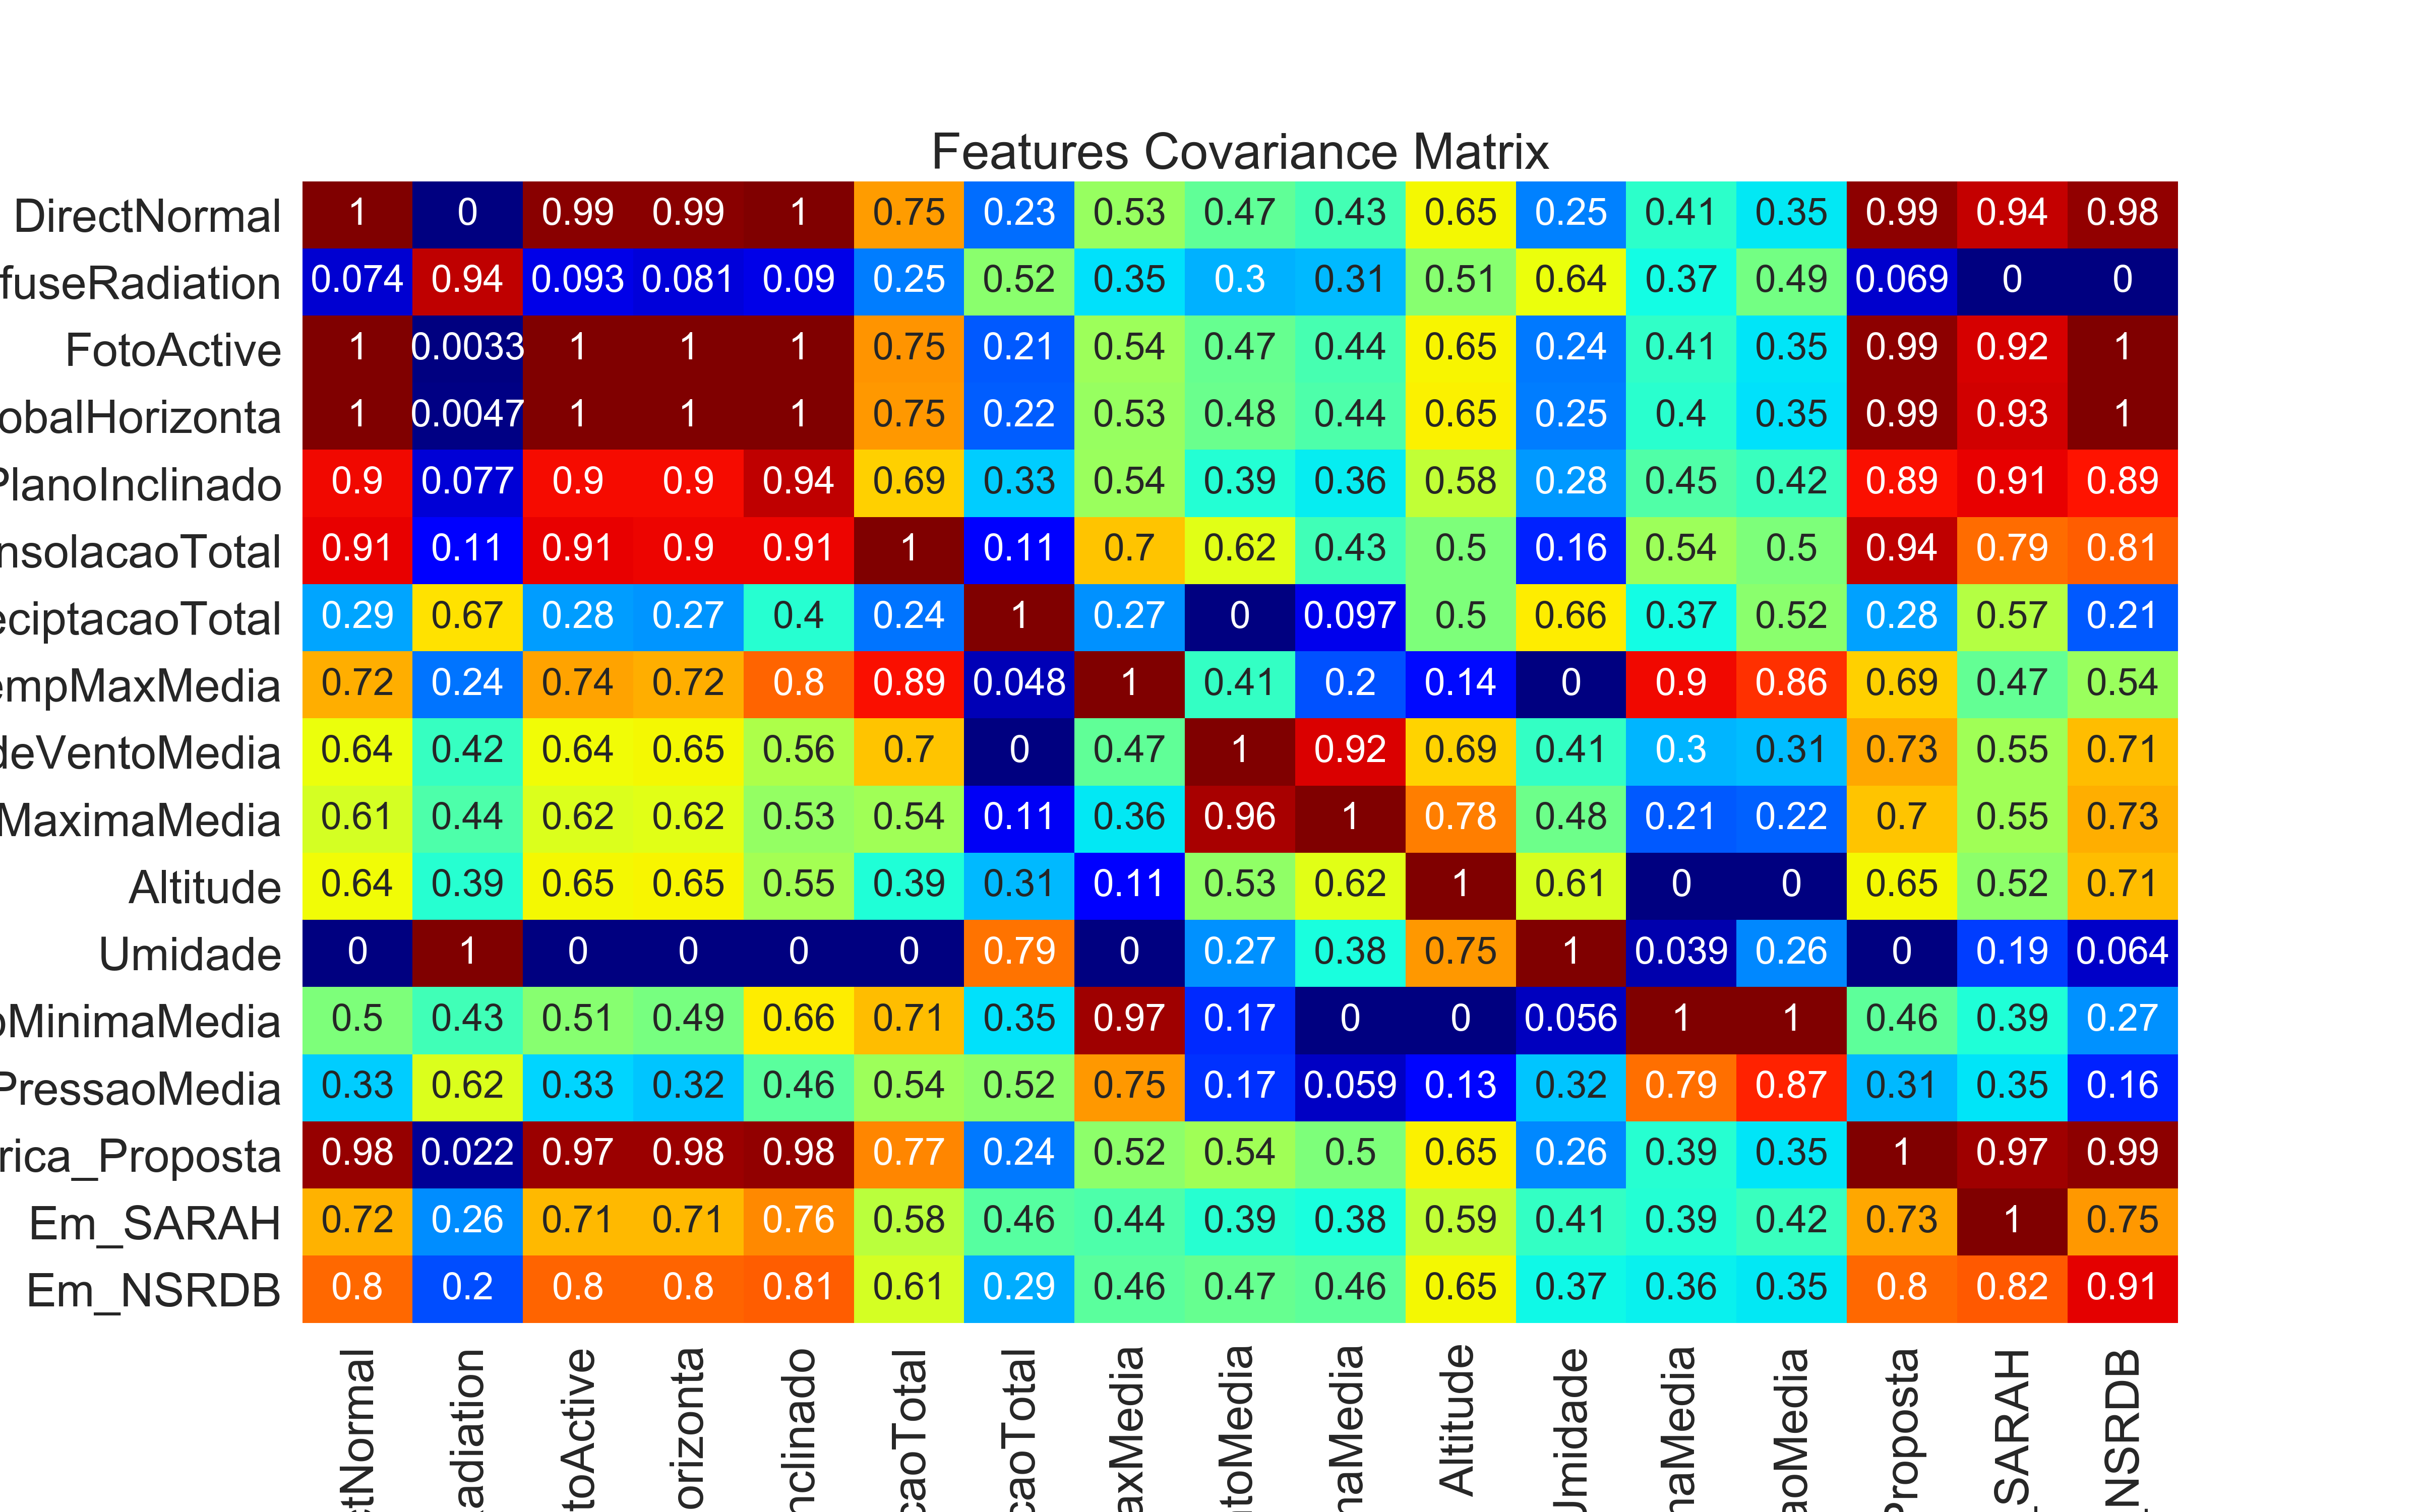 Features Covariance Matrix
DirectNormal 1 0 0.99 0.99 1 0.75 0.23 0.53 0.47 0.43 0.65 0.25 0.41 0.35 0.99 0.94 0.98
fuseRadiation 0.074 0.94 0.093 0.081 0.09 0.25 0.52 0.35 0.3 0.31 0.51 0.64 0.37 0.49 0.069 0 0
FotoActive 1 0.0033 1 1 1 0.75 0.21 0.54 0.47 0.44 0.65 0.24 0.41 0.35 0.99 0.92 1
obalHorizonta 1 0.0047 1 1 1 0.75 0.22 0.53 0.48 0.44 0.65 0.25 0.4 0.35 0.99 0.93 1
PlanoInclinado 0.9 0.077 0.9 0.9 0.94 0.69 0.33 0.54 0.39 0.36 0.58 0.28 0.45 0.42 0.89 0.91 0.89
nsolacaoTotal 0.91 0.11 0.91 0.9 0.91 1 0.11 0.7 0.62 0.43 0.5 0.16 0.54 0.5 0.94 0.79 0.81
eciptacaoTotal 0.29 0.67 0.28 0.27 0.4 0.24 1 0.27 0 0.097 0.5 0.66 0.37 0.52 0.28 0.57 0.21
empMaxMedia 0.72 0.24 0.74 0.72 0.8 0.89 0.048 1 0.41 0.2 0.14 0 0.9 0.86 0.69 0.47 0.54
deVentoMedia 0.64 0.42 0.64 0.65 0.56 0.7 0 0.47 1 0.92 0.69 0.41 0.3 0.31 0.73 0.55 0.71
MaximaMedia 0.61 0.44 0.62 0.62 0.53 0.54 0.11 0.36 0.96 1 0.78 0.48 0.21 0.22 0.7 0.55 0.73
Altitude 0.64 0.39 0.65 0.65 0.55 0.39 0.31 0.11 0.53 0.62 1 0.61 0 0 0.65 0.52 0.71
Umidade 0 1 0 0 0 0 0.79 0 0.27 0.38 0.75 1 0.039 0.26 0 0.19 0.064
oMinimaMedia 0.5 0.43 0.51 0.49 0.66 0.71 0.35 0.97 0.17 0 0 0.056 1 1 0.46 0.39 0.27
PressaoMedia 0.33 0.62 0.33 0.32 0.46 0.54 0.52 0.75 0.17 0.059 0.13 0.32 0.79 0.87 0.31 0.35 0.16
rica_Proposta 0.98 0.022 0.97 0.98 0.98 0.77 0.24 0.52 0.54 0.5 0.65 0.26 0.39 0.35 1 0.97 0.99
Em_SARAH 0.72 0.26 0.71 0.71 0.76 0.58 0.46 0.44 0.39 0.38 0.59 0.41 0.39 0.42 0.73 1 0.75
Em_NSRDB 0.8 0.2 0.8 0.8 0.81 0.61 0.29 0.46 0.47 0.46 0.65 0.37 0.36 0.35 0.8 0.82 0.91
ctNormal
adiation
toActive
orizonta
nclinado
caoTotal
caoTotal
axMedia
ntoMedia
naMedia
Altitude
Umidade
naMedia
aoMedia
Proposta
_SARAH
_NSRDB